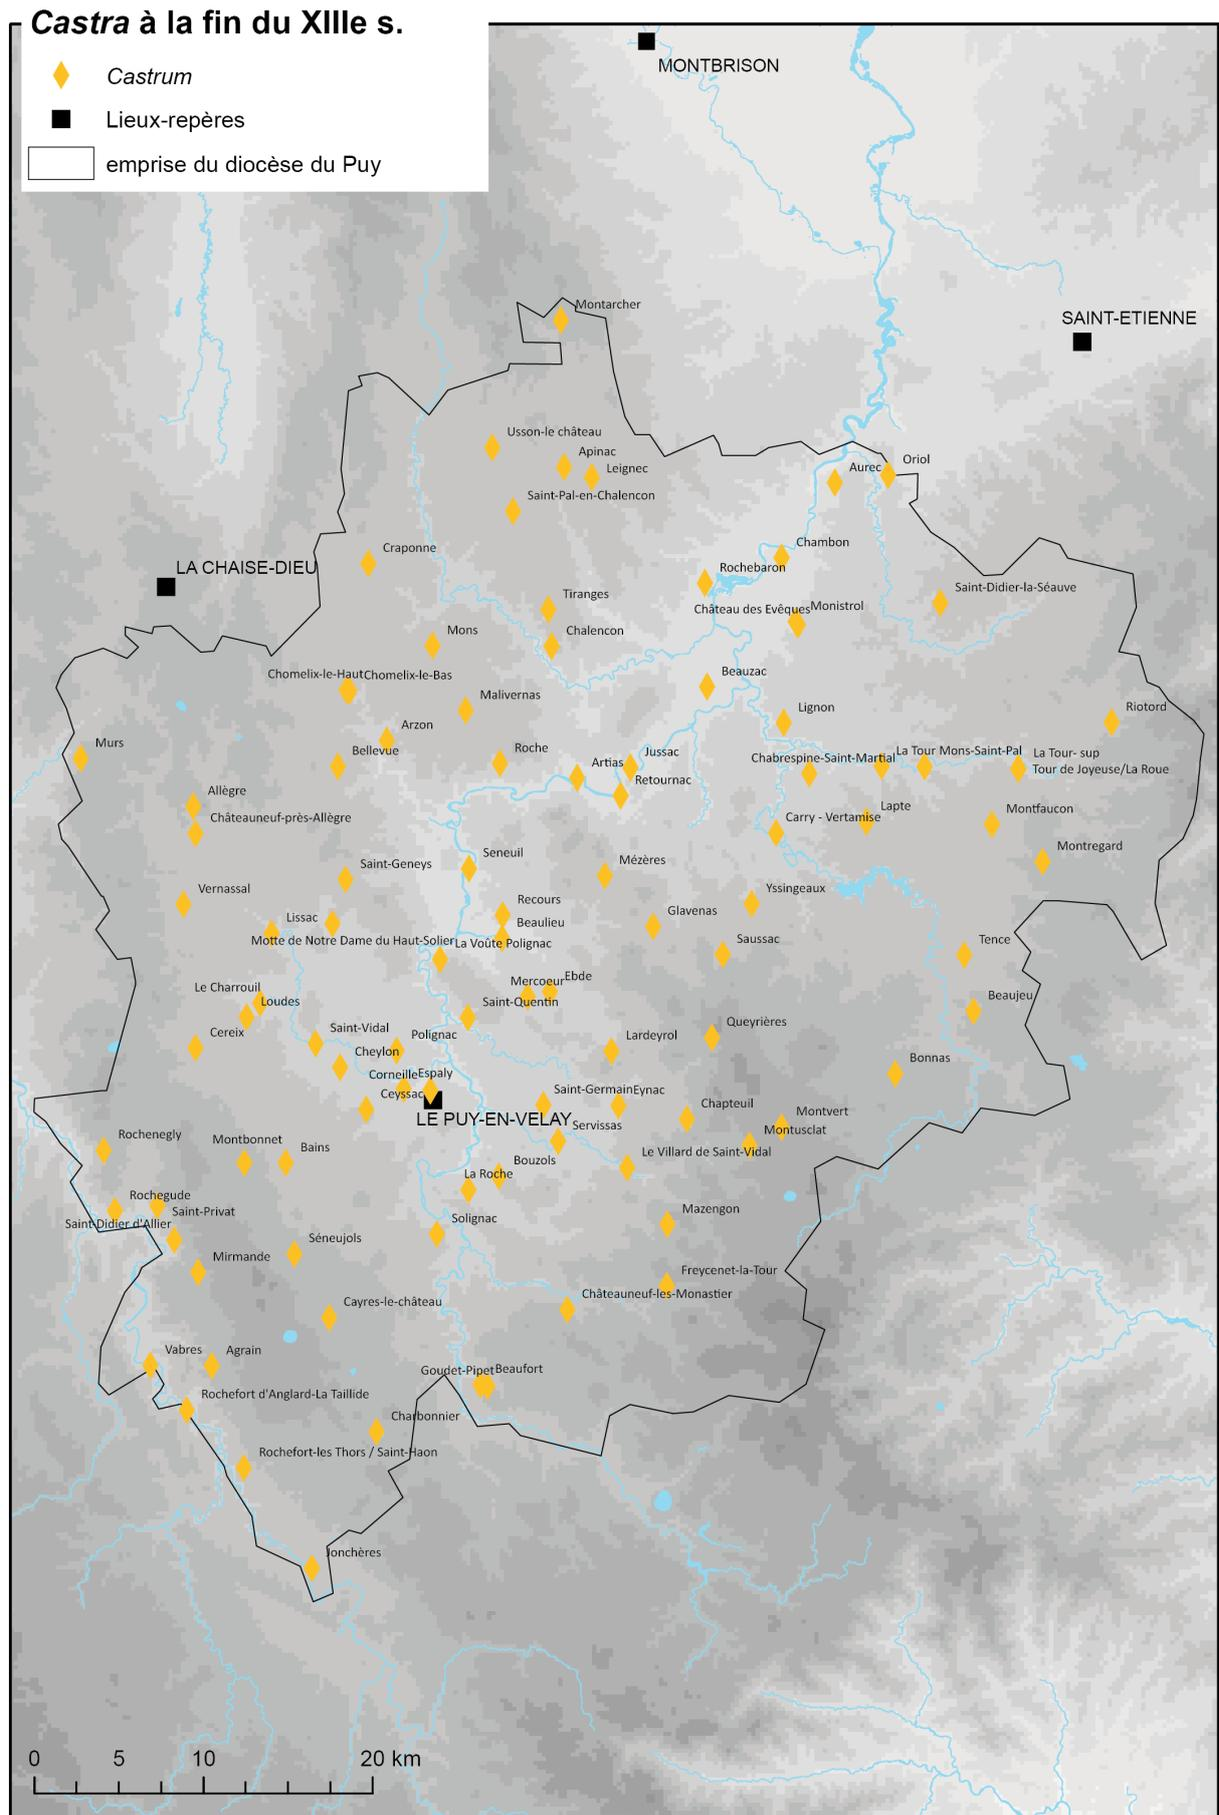 Castra à la fin du XIIIe s.
Castrum
Lieux-repères
emprise du diocèse du Puy
MONTBRISON
Montarcher
SAINT-ETIENNE
Usson-le château
Apinac
Leignec
Oriol
Aurec
Saint-Pal-en-Chalencon
Chambon
Craponne
LA CHAISE-DIEU
Rochebaron
Saint-Didier-la-Séauve
Tiranges
Château des Evêques
Monistrol
Mons
Chalencon
Chomelix-le-Haut
Chomelix-le-Bas
Beauzac
Malivernas
Lignon
Riotord
Arzon
Murs
Bellevue
Roche
Jussac
Artias
Retournac
Chabrespine-Saint-Martial
La Tour Mons-Saint-Pal
La Tour- sup
Tour de Joyeuse/La Roue
Allègre
Châteauneuf-près-Allègre
Carry - Vertamise
Lapte
Montfaucon
Montregard
Seneuil
Saint-Geneys
Mézères
Vernassal
Yssingeaux
Recours
Lissac
Beaulieu
Glavenas
Motte de Notre Dame du Haut-Solier
La Voûte Polignac
Saussac
Tence
Mercoeur
Ebde
Le Charrouil
Loudes
Saint-Quentin
Beaujeu
Cereix
Saint-Vidal
Polignac
Lardeyrol
Queyrières
Cheylon
Bonnas
Corneille
Espaly
Ceyssac
LE PUY-EN-VELAY
Saint-Germain
Eynac
Chapteuil
Montvert
Servissas
Montusclat
Rochenegly
Montbonnet
Bains
Bouzols
Le Villard de Saint-Vidal
La Roche
Rochegude
Saint-Privat
Saint-Didier d'Allier
Solignac
Mazengon
Séneujols
Mirmande
Freycenet-la-Tour
Cayres-le-château
Châteauneuf-les-Monastier
Vabres
Agrain
Goudet-Pipet
Beaufort
Rochefort d'Anglard-La Taillide
Charbonnier
Rochefort-les Thors / Saint-Haon
Jonchères
0 5 10 20 km